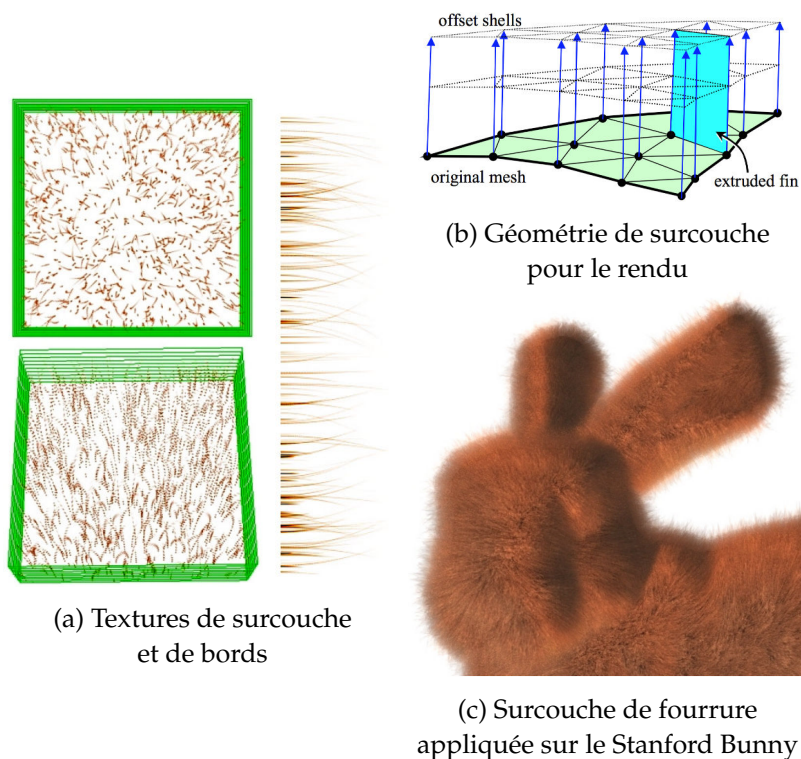 offset shells
original mesh
extruded fin
(b) Géométrie de surcouche
pour le rendu
(a) Textures de surcouche
et de bords
(c) Surcouche de fourrure
appliquée sur le Stanford Bunny